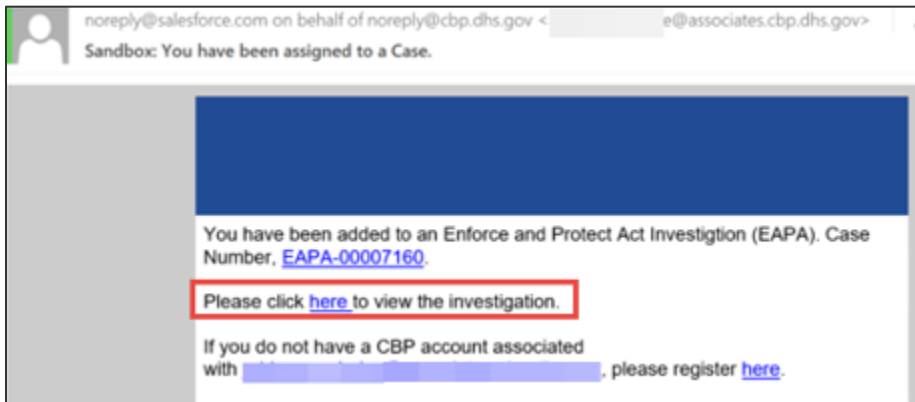 noreply@salesforce.com on behalf of noreply@cbp.dhs.gov < e@associates.cbp.dhs.gov>
Sandbox: You have been assigned to a Case.
You have been added to an Enforce and Protect Act Investigtion (EAPA). Case
Number, EAPA-00007160.
Please click here to view the investigation.
If you do not have a CBP account associated
with , please register here.